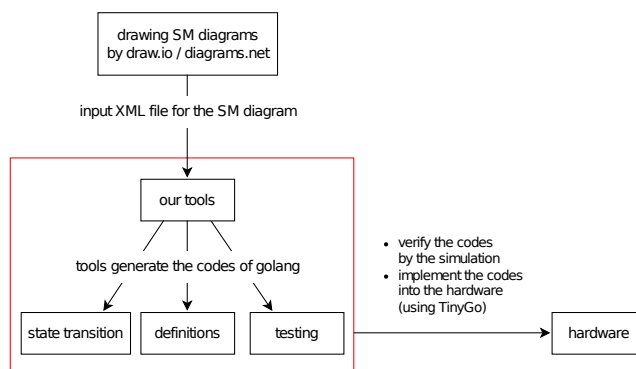 drawing SM diagrams
by draw.io / diagrams.net
input XML file for the SM diagram
our tools
tools generate the codes of golang
state transition
definitions
testing
• verify the codes
by the simulation
• implement the codes
into the hardware
(using TinyGo)
hardware